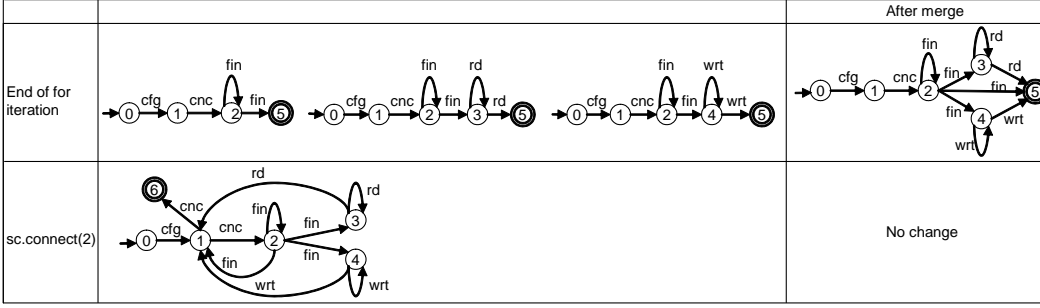 After merge
End of for
iteration
fin
0 cfg 1 cnc 2 fin 5
fin rd
0 cfg 1 cnc 2 fin 3 rd 5
fin wrt
0 cfg 1 cnc 2 fin 4 wrt 5
rd
fin 3 rd
0 cfg 1 cnc 2 fin fin 5
fin 4 wrt
wrt
sc.connect(2)
rd
6 cnc rd
fin 3
0 cfg 1 cnc 2 fin
fin
fin 4
wrt wrt
No change